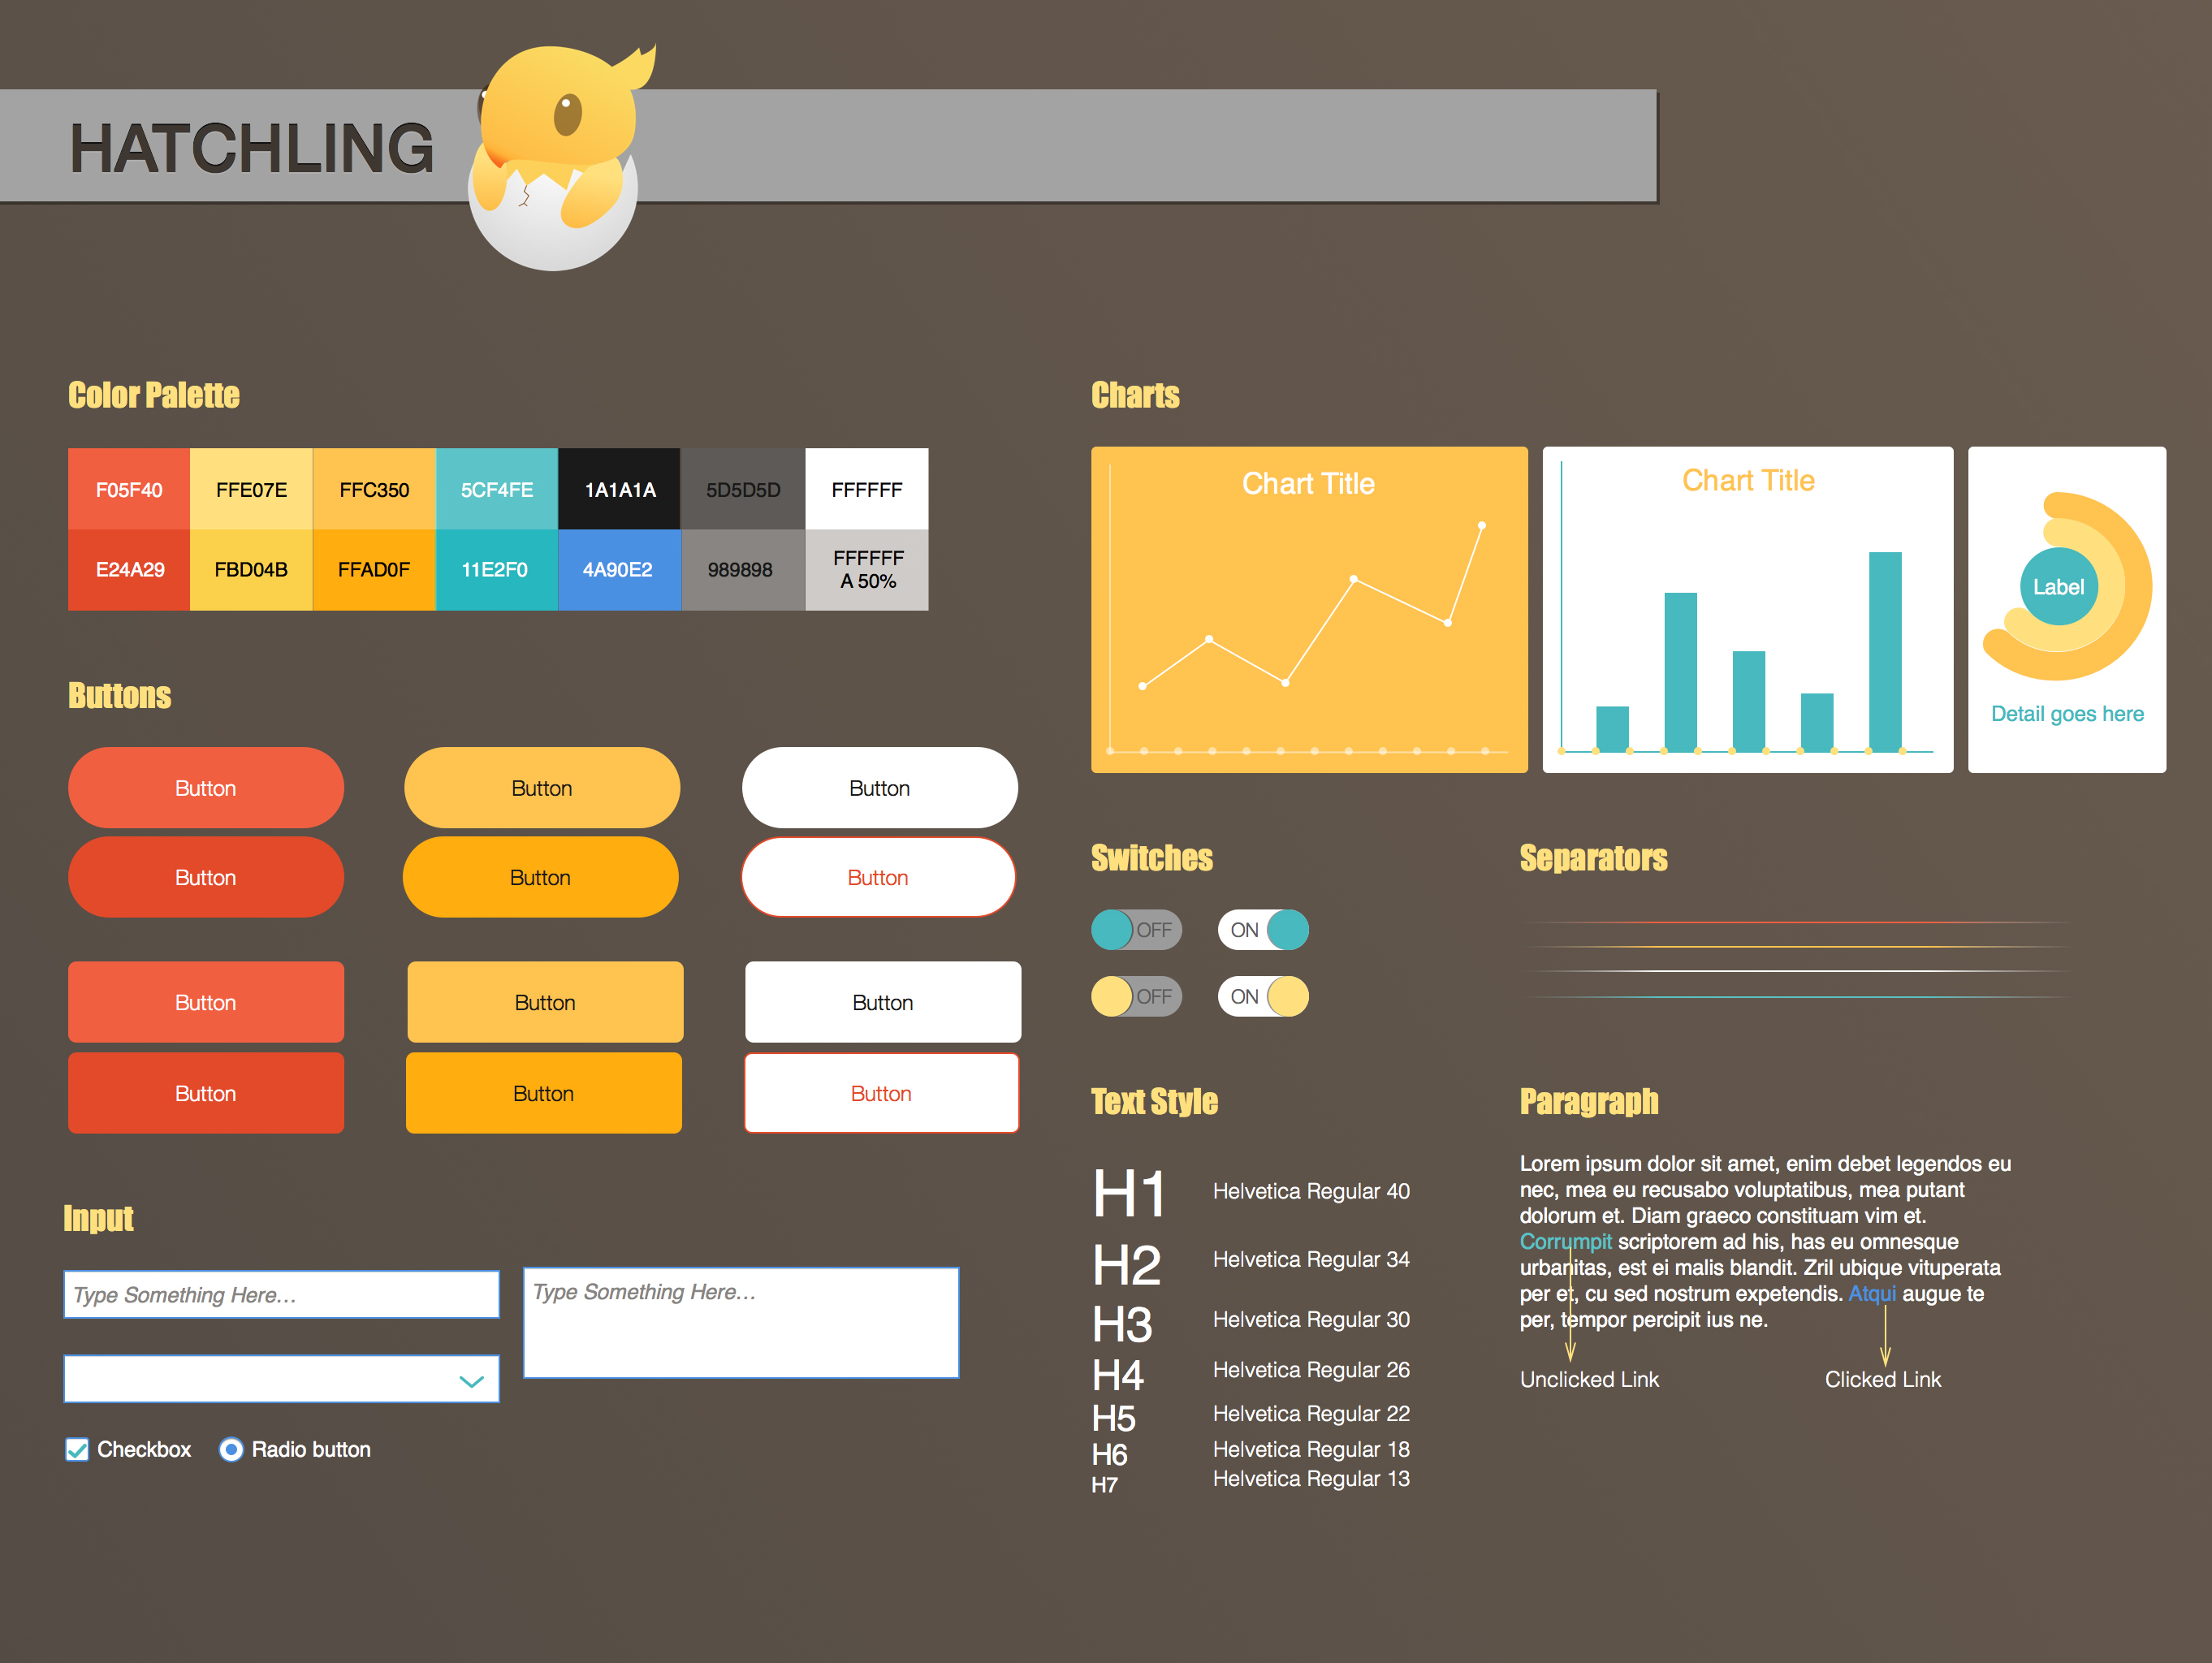 HATCHLING
Color Palette
F05F40 FFE07E FFC350 5CF4FE 1A1A1A 5D5D5D FFFFFF
E24A29 FBD04B FFAD0F 11E2F0 4A90E2 989898 FFFFFF
A 50%
Buttons
Button Button Button
Button Button Button
Button Button Button
Button Button Button
Input
Type Something Here...
Type Something Here...
Checkbox Radio button
Charts
Chart Title
Chart Title
Label
Detail goes here
Switches
OFF ON
OFF ON
Separators
Text Style
H1 Helvetica Regular 40
H2 Helvetica Regular 34
H3 Helvetica Regular 30
H4 Helvetica Regular 26
H5 Helvetica Regular 22
H6 Helvetica Regular 18
H7 Helvetica Regular 13
Paragraph
Lorem ipsum dolor sit amet, enim debet legendos eu
nec, mea eu recusabo voluptatibus, mea putant
dolorum et. Diam graeco constituam vim et.
Corrumpit scriptorem ad his, has eu omnesque
urbanitas, est ei malis blandit. Zril ubique vituperata
per et, cu sed nostrum expetendis. Atqui augue te
per, tempor percipit ius ne.
Unclicked Link Clicked Link